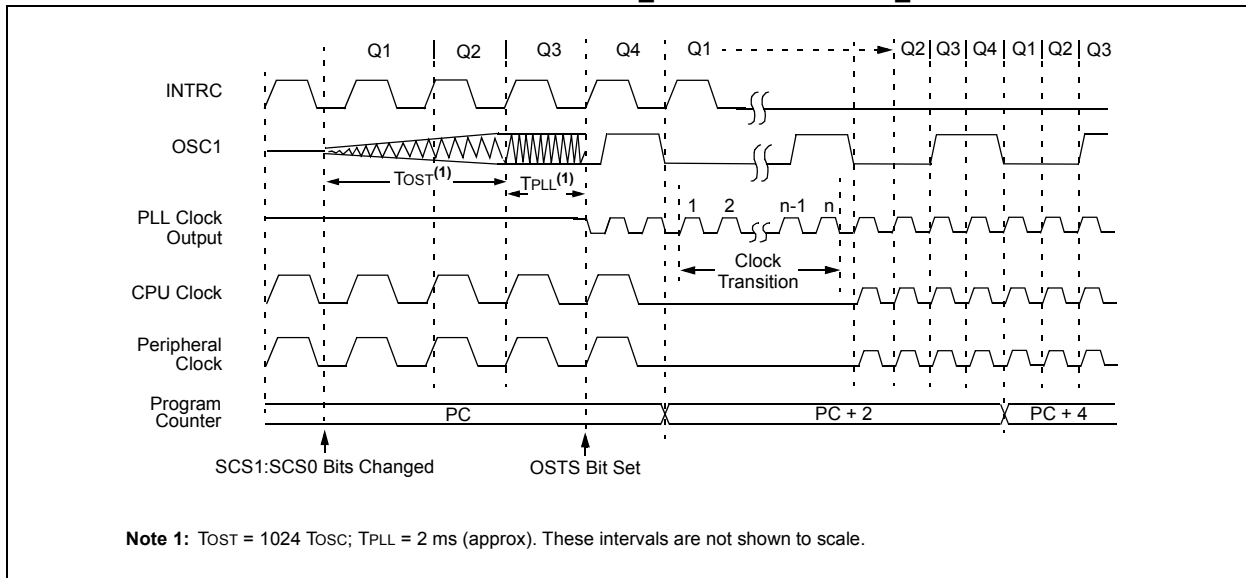 Q1 Q2 Q3 Q4 Q1 Q2 Q3 Q4 Q1 Q2 Q3
INTRC
OSC1
TOST(1) TPLL(1)
PLL Clock
Output
1 2 n-1 n
Clock
Transition
CPU Clock
Peripheral
Clock
Program
Counter
PC PC + 2 PC + 4
SCS1:SCS0 Bits Changed OSTS Bit Set
Note 1: TOST = 1024 TOSC; TPLL = 2 ms (approx). These intervals are not shown to scale.